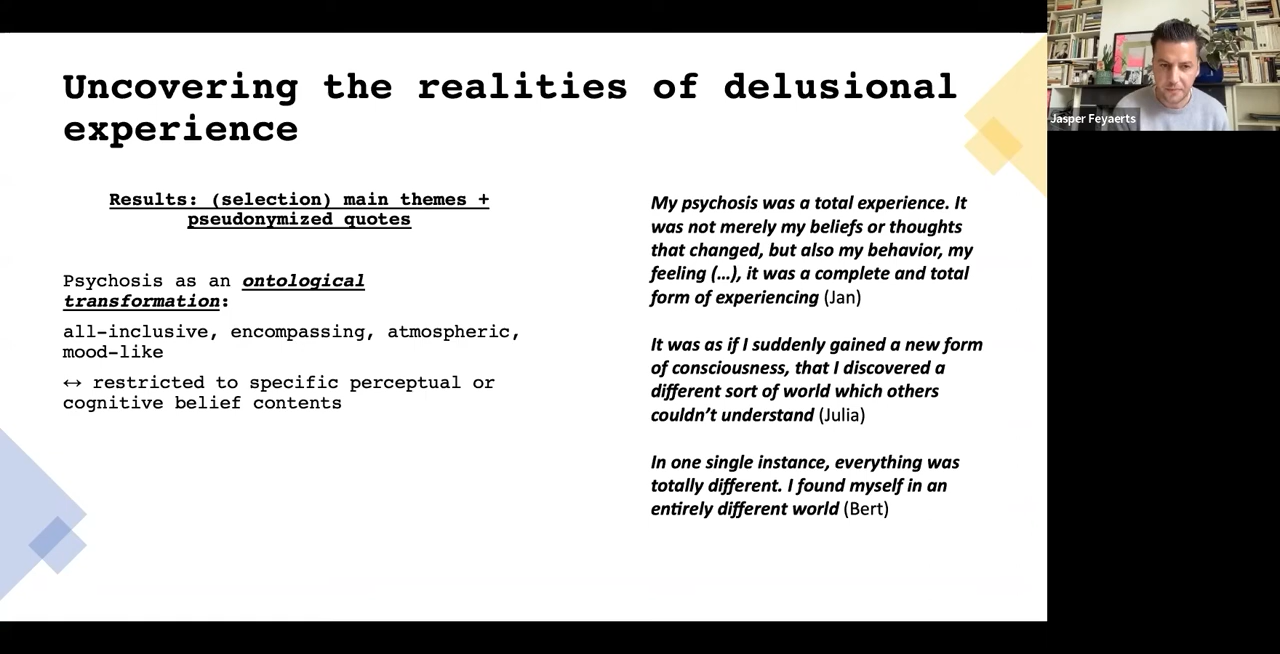 Uncovering the realities of delusional
experience
Results: (selection) main themes +
pseudonymized quotes
Psychosis as an ontological
transformation:
all-inclusive, encompassing, atmospheric,
mood-like
↔ restricted to specific perceptual or
cognitive belief contents
My psychosis was a total experience. It
was not merely my beliefs or thoughts
that changed, but also my behavior, my
feeling (…), it was a complete and total
form of experiencing (Jan)
It was as if I suddenly gained a new form
of consciousness, that I discovered a
different sort of world which others
couldn’t understand (Julia)
In one single instance, everything was
totally different. I found myself in an
entirely different world (Bert)
Jasper Feyaerts